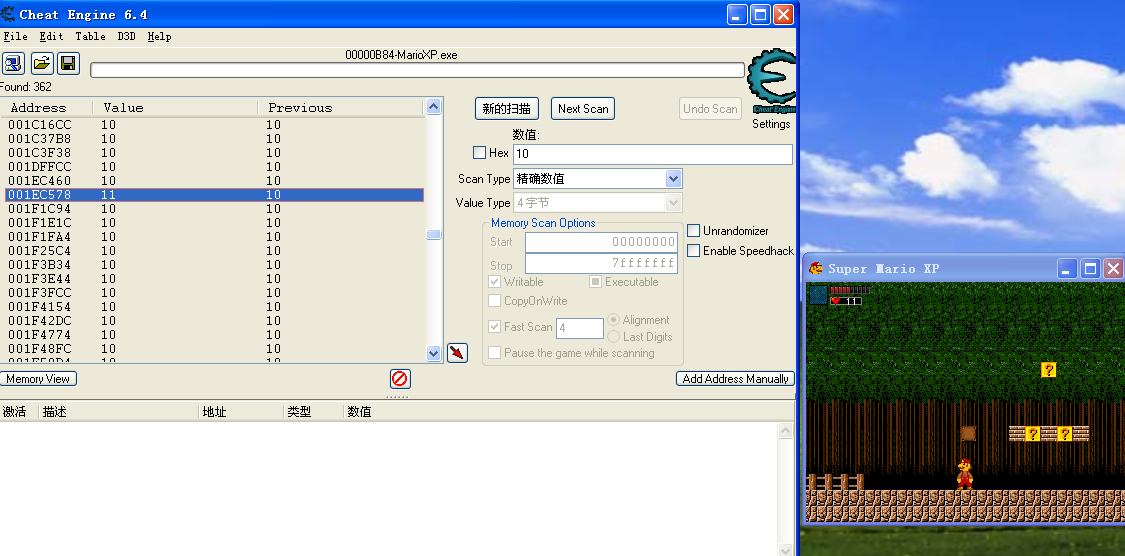 Cheat Engine 6.4
File Edit Table D3D Help
00000B84-MarioXP.exe
Found: 362
Address Value Previous
001C16CC 10 10
001C37B8 10 10
001C3F38 10 10
001DFFCC 10 10
001EC460 10 10
001EC578 11 10
001F1C94 10 10
001F1E1C 10 10
001F1FA4 10 10
001F25C4 10 10
001F3B34 10 10
001F3E44 10 10
001F3FCC 10 10
001F4154 10 10
001F42DC 10 10
001F4774 10 10
001F48FC 10 10
新的扫描 Next Scan Undo Scan
Cheat Engine
Settings
数值:
Hex 10
Scan Type 精确数值
Value Type 4 字节
Memory Scan Options
Start 00000000
Stop 7fffffff
Writable Executable
CopyOnWrite
Fast Scan 4 Alignment
Last Digits
Pause the game while scanning
Unrandomizer
Enable Speedhack
Memory View Add Address Manually
激活 描述 地址 类型 数值
Super Mario XP
11
?
? ?